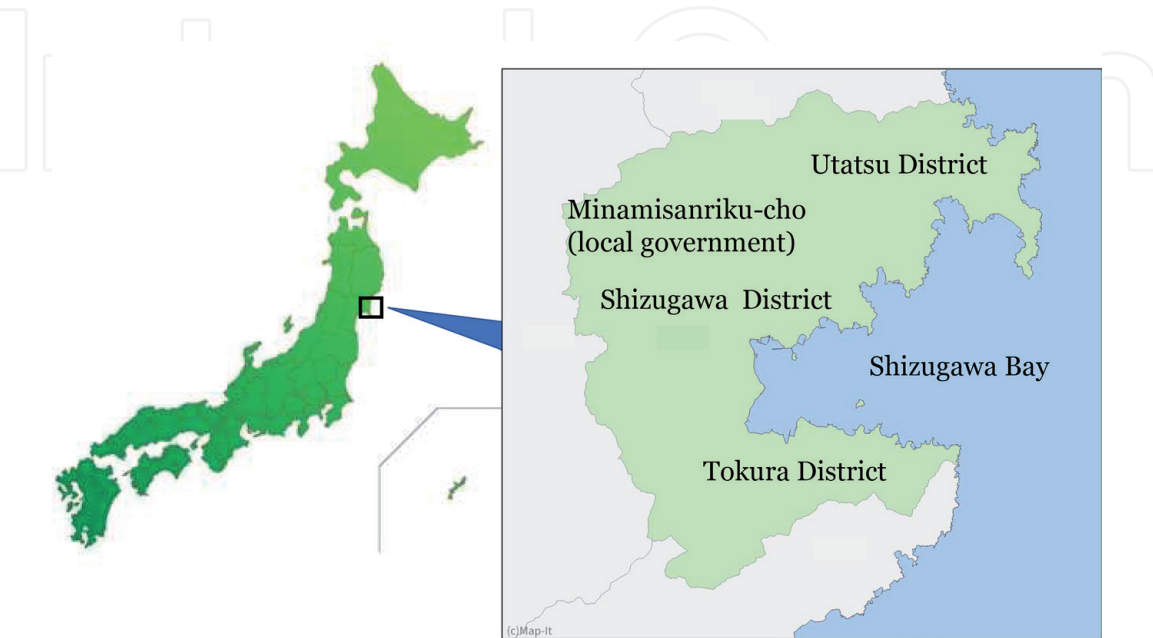 Utatsu District
Minamisanriku-cho
(local government)
Shizugawa District
Shizugawa Bay
Tokura District
(c)Map-It